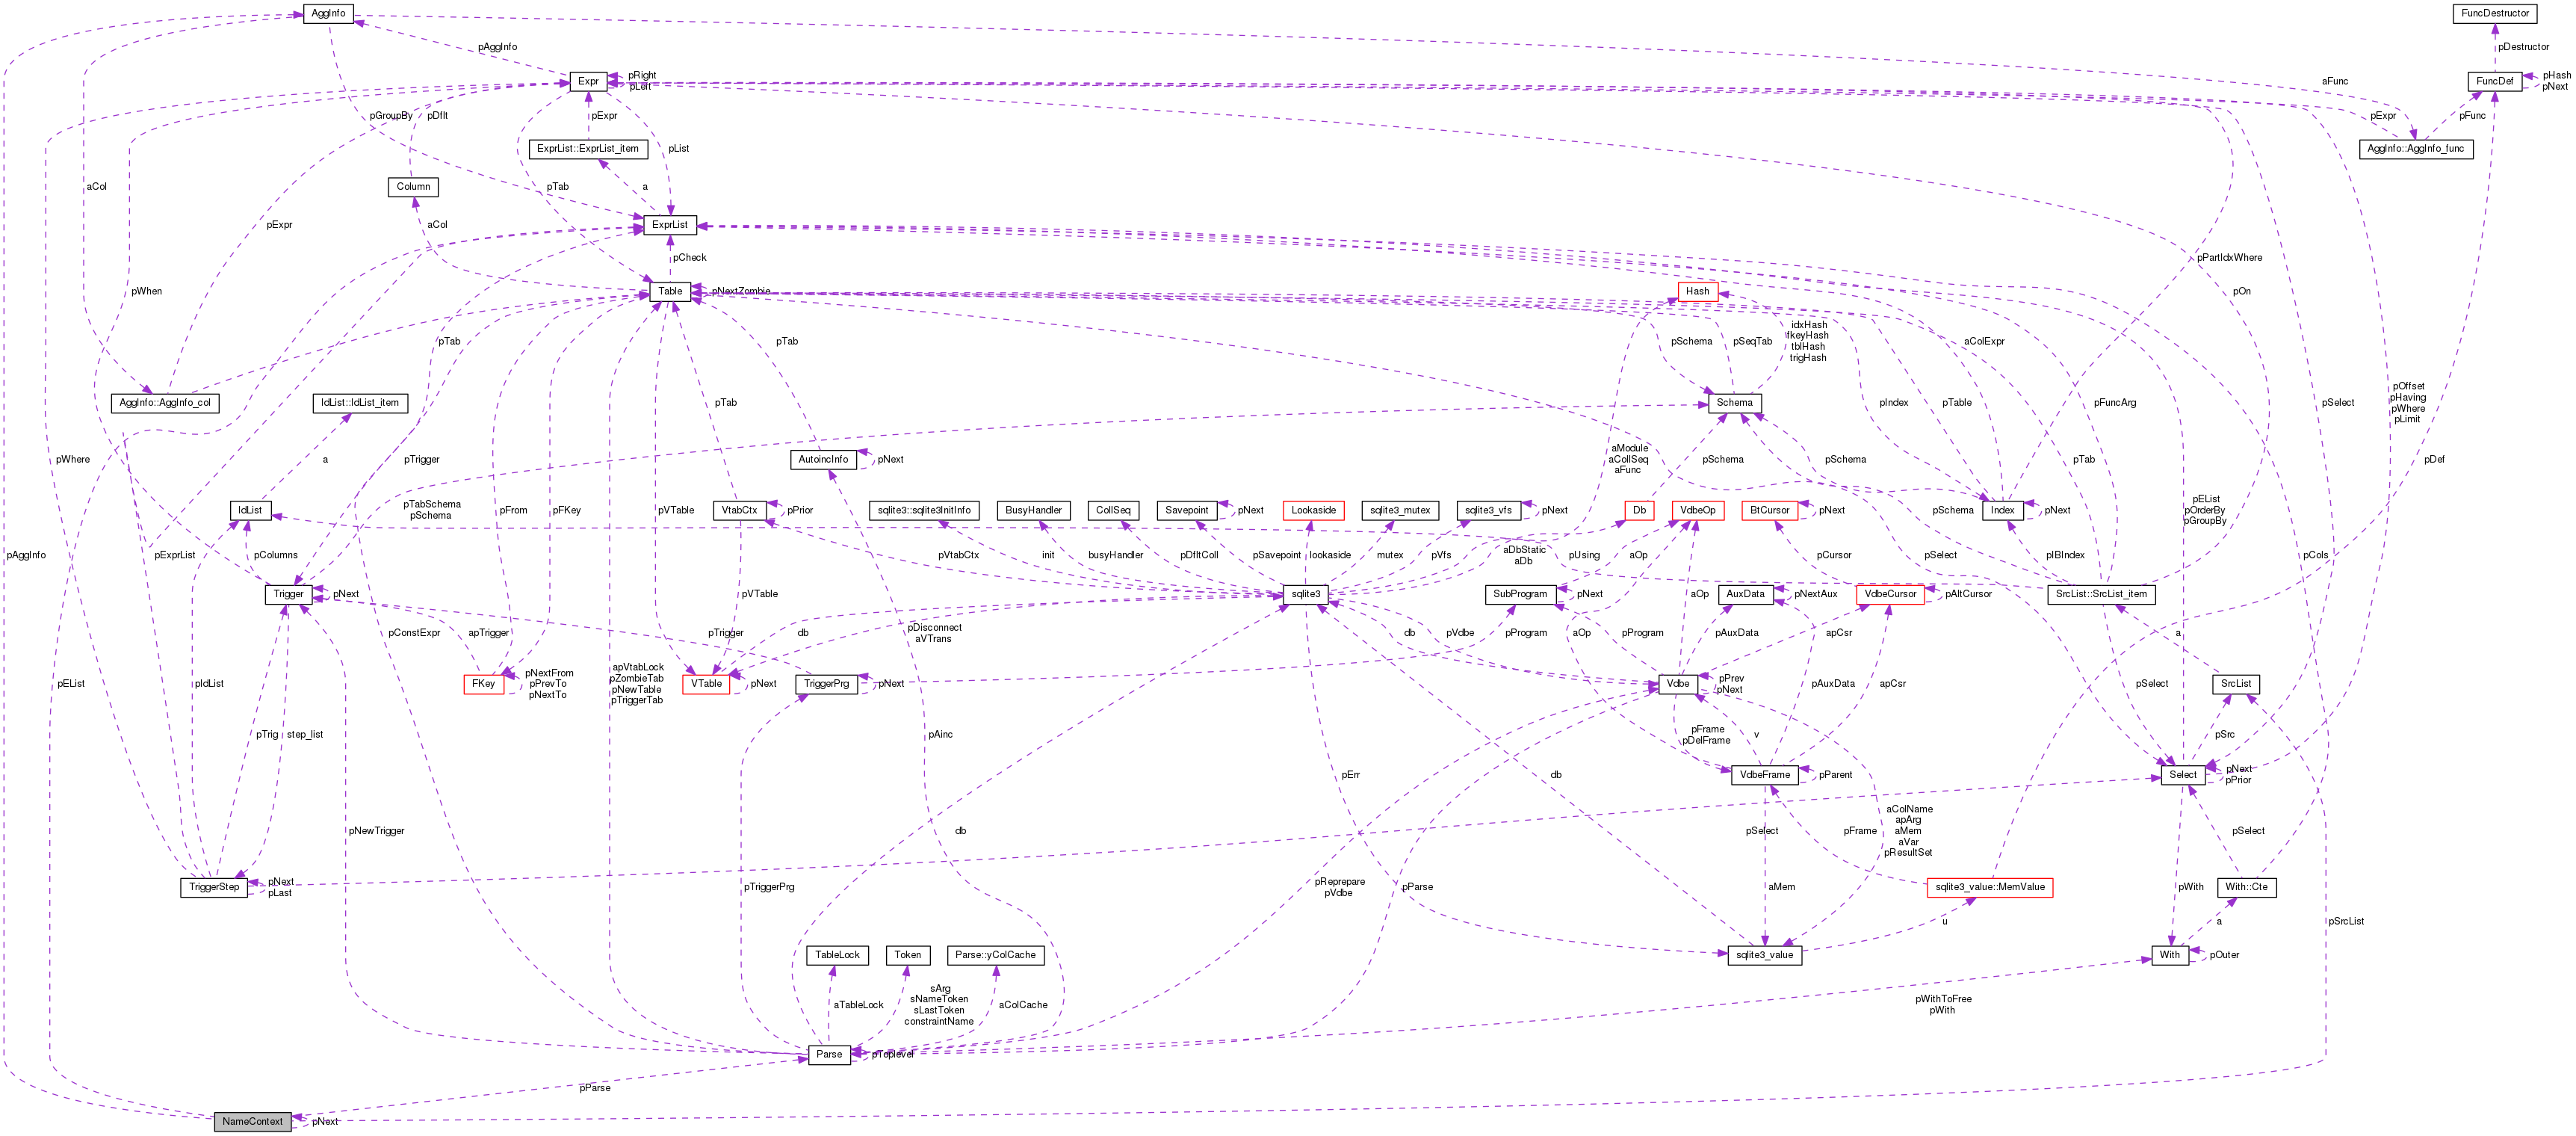 AggInfo
FuncDestructor
pAggInfo
pDestructor
Expr
pRight
pLeft
aFunc
FuncDef
pHash
pNext
pGroupBy
pDflt
pExpr
pExpr
pFunc
ExprList::ExprList_item
pList
AggInfo::AggInfo_func
aCol
Column
pTab
a
pExpr
aCol
ExprList
pCheck
pPartIdxWhere
pWhen
pOn
Table
pNextZombie
Hash
pTab
pTab
pSchema
pSeqTab
idxHash
fkeyHash
tblHash
trigHash
aColExpr
AggInfo::AggInfo_col
IdList::IdList_item
pTab
Schema
pIndex
pTable
pFuncArg
pOffset
pHaving
pWhere
pLimit
pSelect
pWhere
a
pTrigger
AutoincInfo
pNext
aModule
aCollSeq
aFunc
pSchema
pSchema
pTab
pDef
IdList
pTabSchema
pSchema
pFrom
pFKey
pVTable
VtabCtx
pPrior
sqlite3::sqlite3InitInfo
BusyHandler
CollSeq
Savepoint
pNext
Lookaside
sqlite3_mutex
sqlite3_vfs
pNext
Db
VdbeOp
BtCursor
pNext
pSchema
Index
pNext
pEList
pOrderBy
pGroupBy
pAggInfo
pExprList
pColumns
pVtabCtx
init
busyHandler
pDfltColl
pSavepoint
lookaside
mutex
pVfs
aDbStatic
aDb
pUsing
aOp
pCursor
pSelect
pIBIndex
pCols
Trigger
pNext
pVTable
sqlite3
SubProgram
pNext
aOp
AuxData
pNextAux
VdbeCursor
pAltCursor
SrcList::SrcList_item
pConstExpr
apTrigger
pTrigger
db
pDisconnect
aVTrans
db
pVdbe
pProgram
pProgram
aOp
pAuxData
apCsr
a
pEList
pIdList
FKey
pNextFrom
pPrevTo
pNextTo
apVtabLock
pZombieTab
pNewTable
pTriggerTab
VTable
pNext
TriggerPrg
pNext
Vdbe
pPrev
pNext
pAuxData
apCsr
pSelect
SrcList
pTrig
step_list
pAinc
pErr
db
pFrame
pDelFrame
v
pSrc
VdbeFrame
pParent
Select
pNext
pPrior
pNewTrigger
db
pSelect
aColName
apArg
aMem
aVar
pResultSet
pFrame
pSelect
TriggerStep
pNext
pLast
pTriggerPrg
pReprepare
pVdbe
pParse
aMem
sqlite3_value::MemValue
pWith
With::Cte
u
a
pSrcList
TableLock
Token
Parse::yColCache
sqlite3_value
With
pOuter
aTableLock
sArg
sNameToken
sLastToken
constraintName
aColCache
pWithToFree
pWith
Parse
pToplevel
pParse
NameContext
pNext